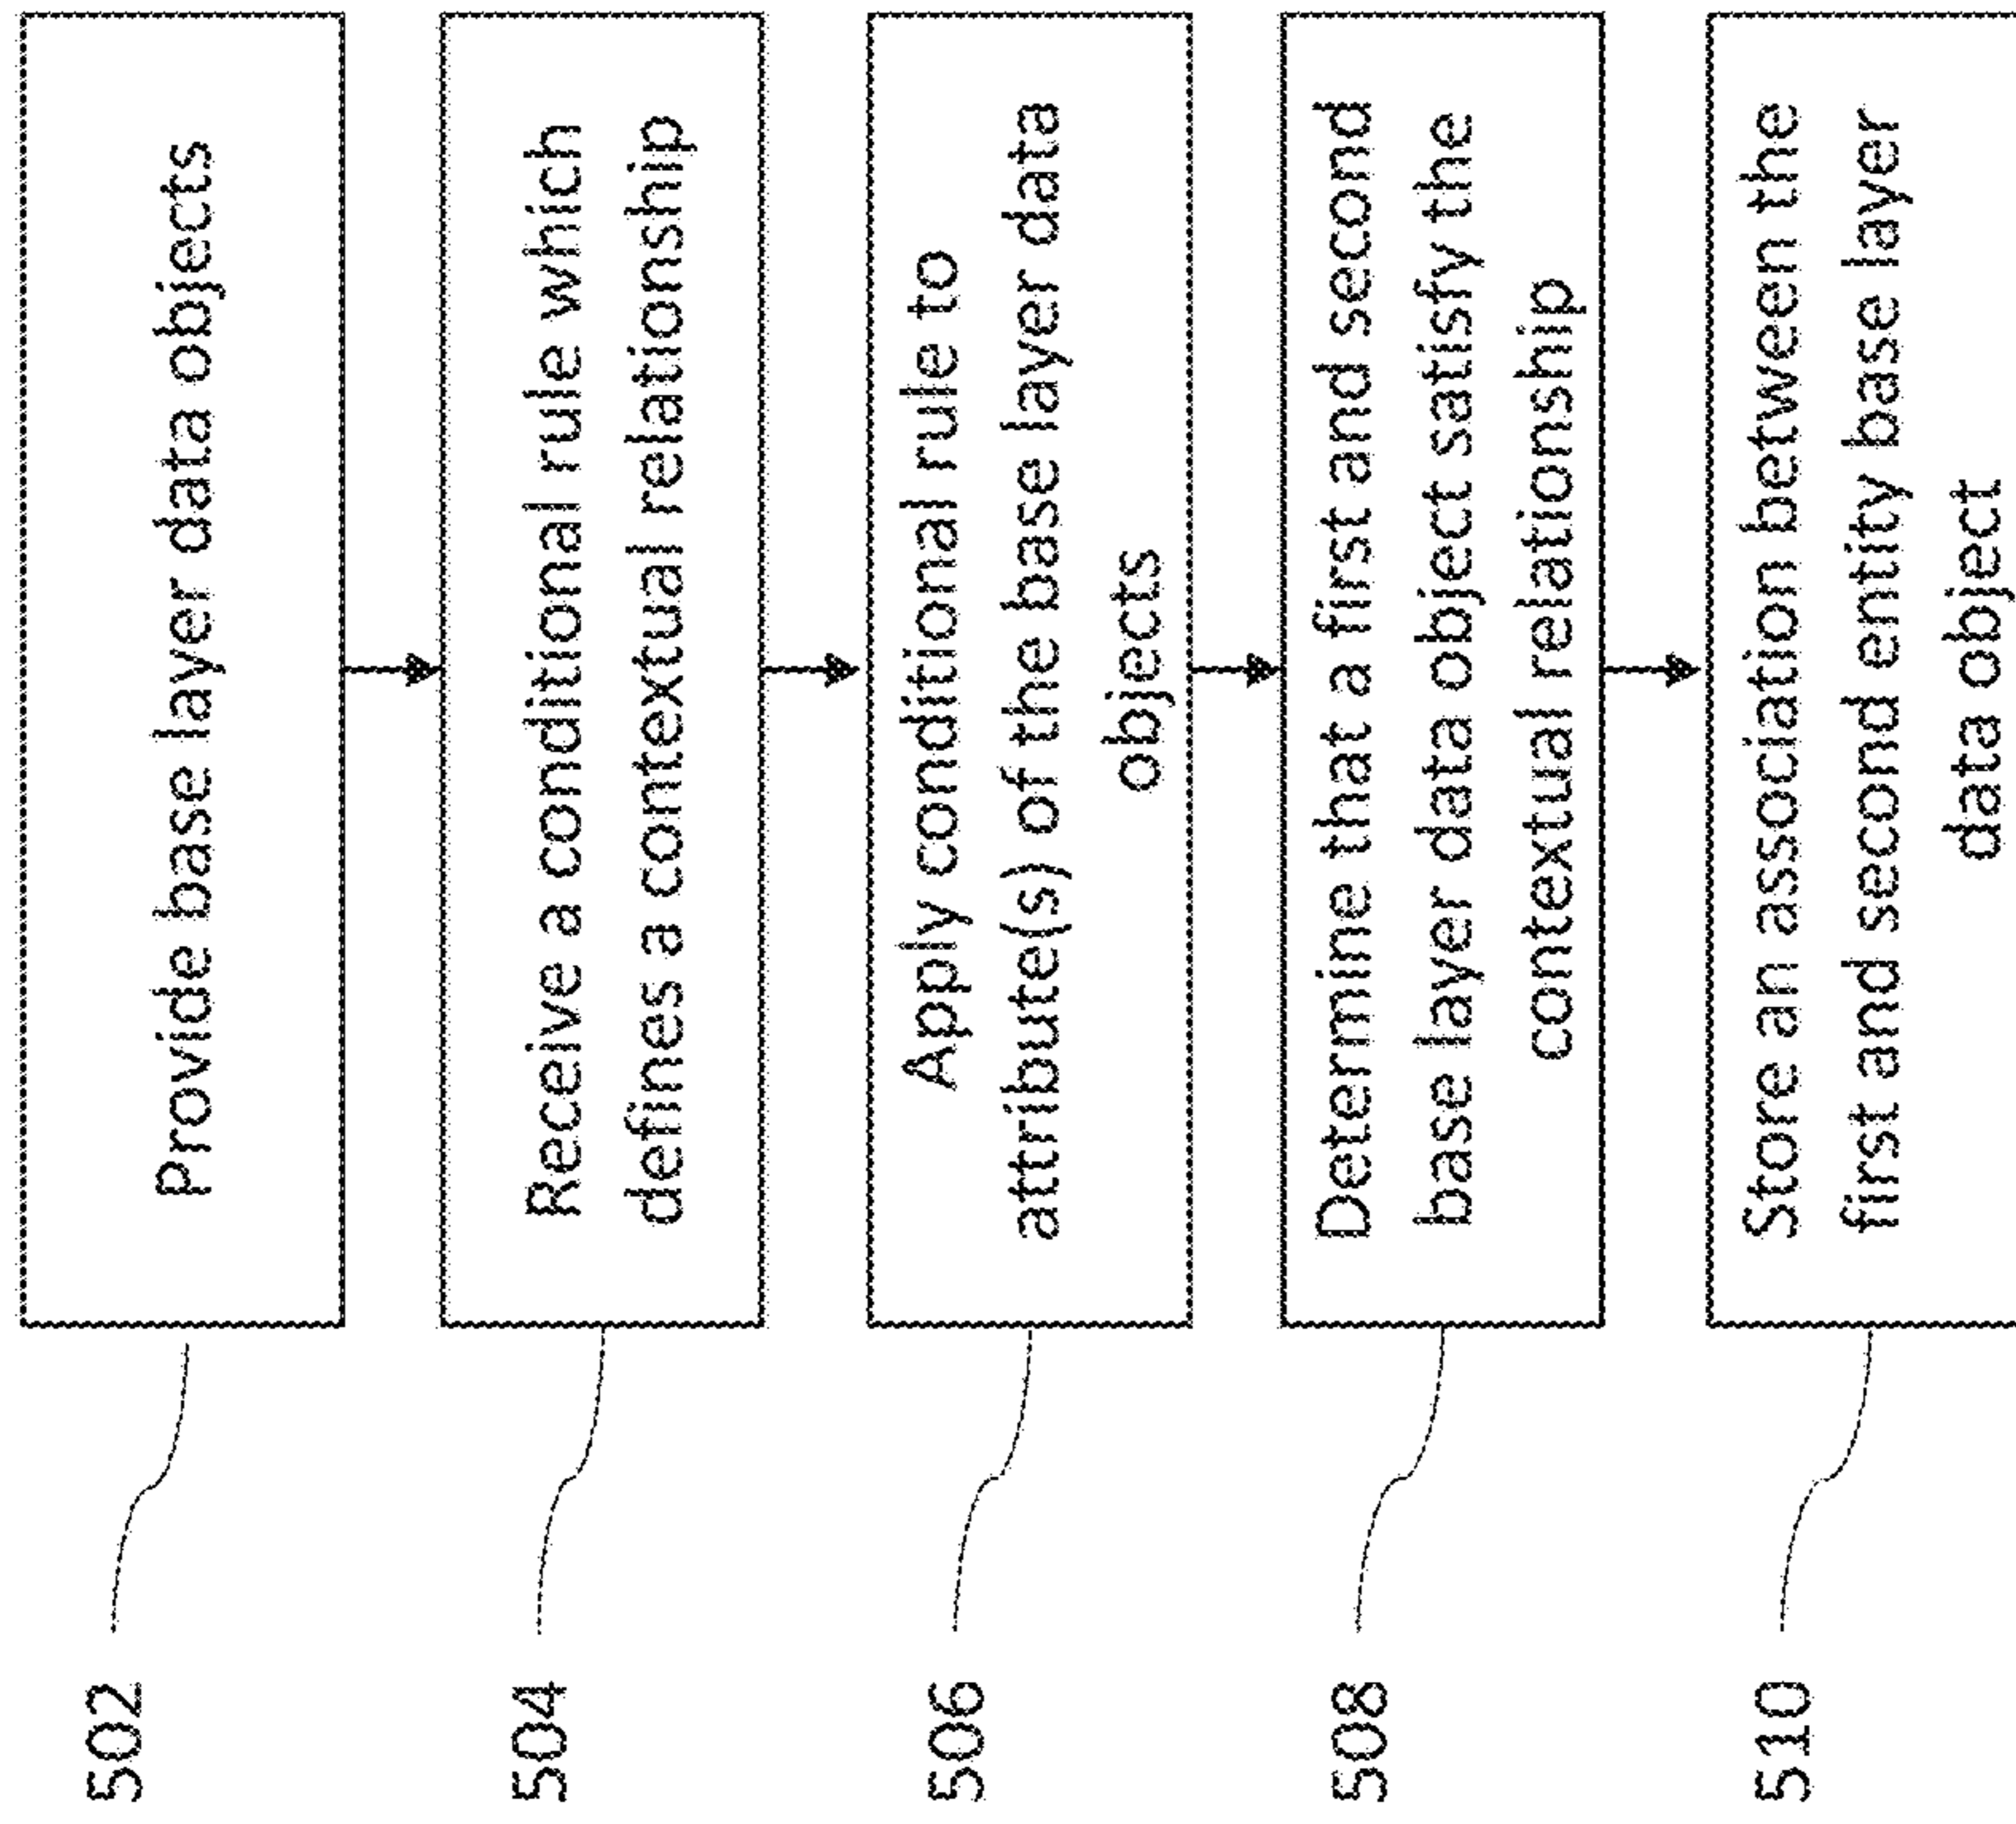 502
Provide base layer data objects
504
Receive a conditional rule which
defines a contextual relationship
506
Apply conditional rule to
attribute(s) of the base layer data
objects
508
Determine that a first and second
base layer data object satisfy the
contextual relationship
510
Store an association between the
first and second entity base layer
data object